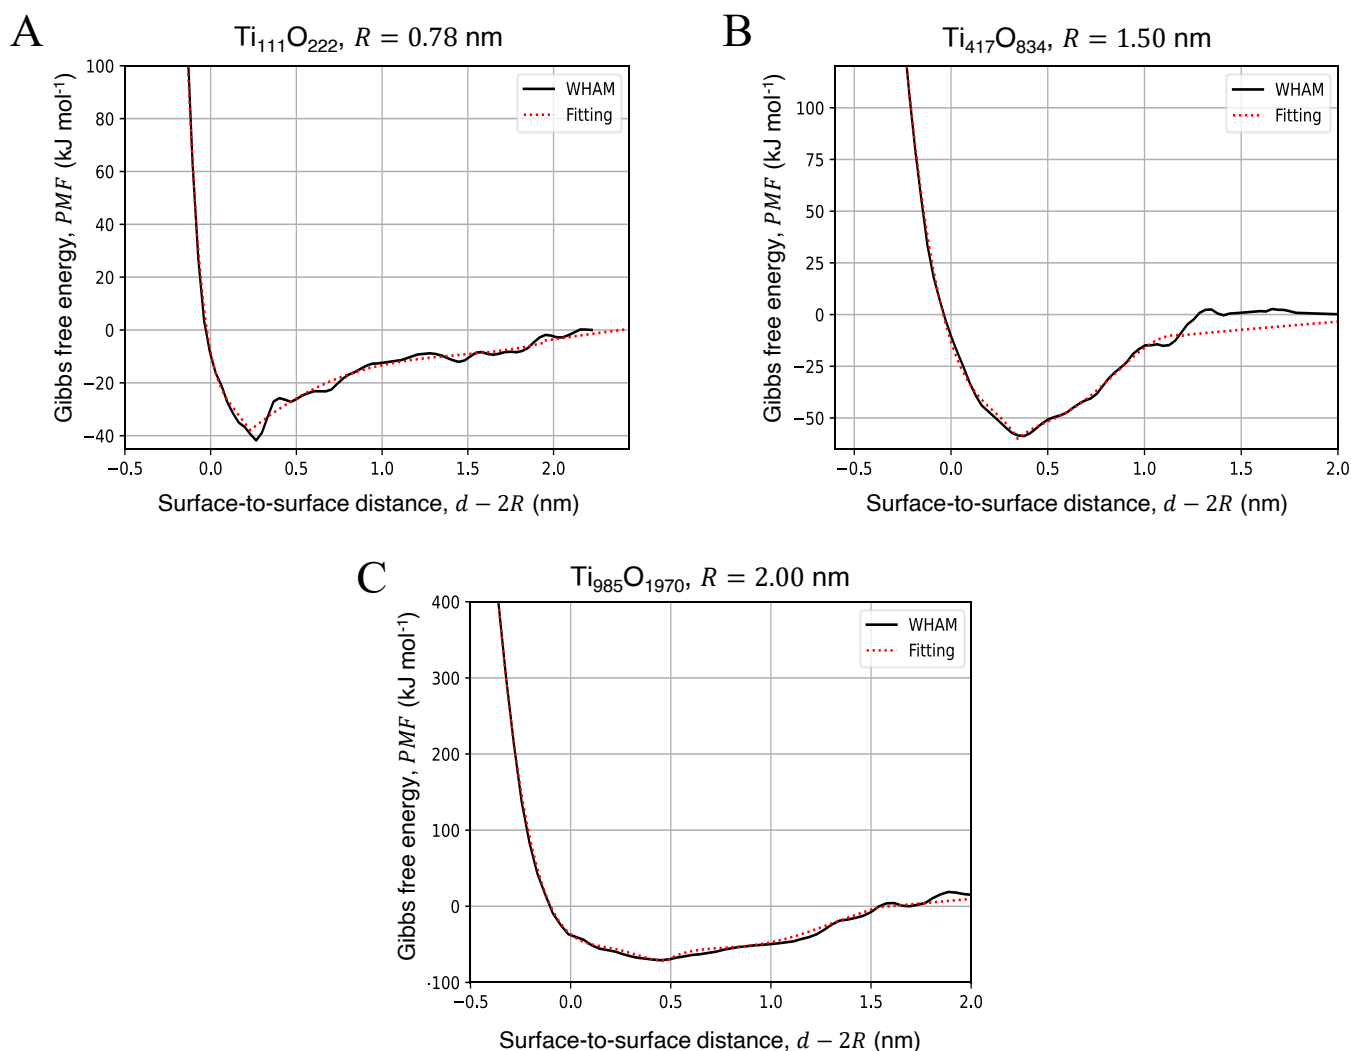 A
Ti₁₁₁O₂₂₂, R = 0.78 nm
Gibbs free energy, PMF (kJ mol⁻¹)
100
80
60
40
20
0
−20
−40
WHAM
Fitting
−0.5 0.0 0.5 1.0 1.5 2.0
Surface-to-surface distance, d − 2R (nm)
B
Ti₄₁₇O₈₃₄, R = 1.50 nm
Gibbs free energy, PMF (kJ mol⁻¹)
100
75
50
25
0
−25
−50
WHAM
Fitting
−0.5 0.0 0.5 1.0 1.5 2.0
Surface-to-surface distance, d − 2R (nm)
C
Ti₉₈₅O₁₉₇₀, R = 2.00 nm
Gibbs free energy, PMF (kJ mol⁻¹)
400
300
200
100
0
-100
WHAM
Fitting
−0.5 0.0 0.5 1.0 1.5 2.0
Surface-to-surface distance, d − 2R (nm)